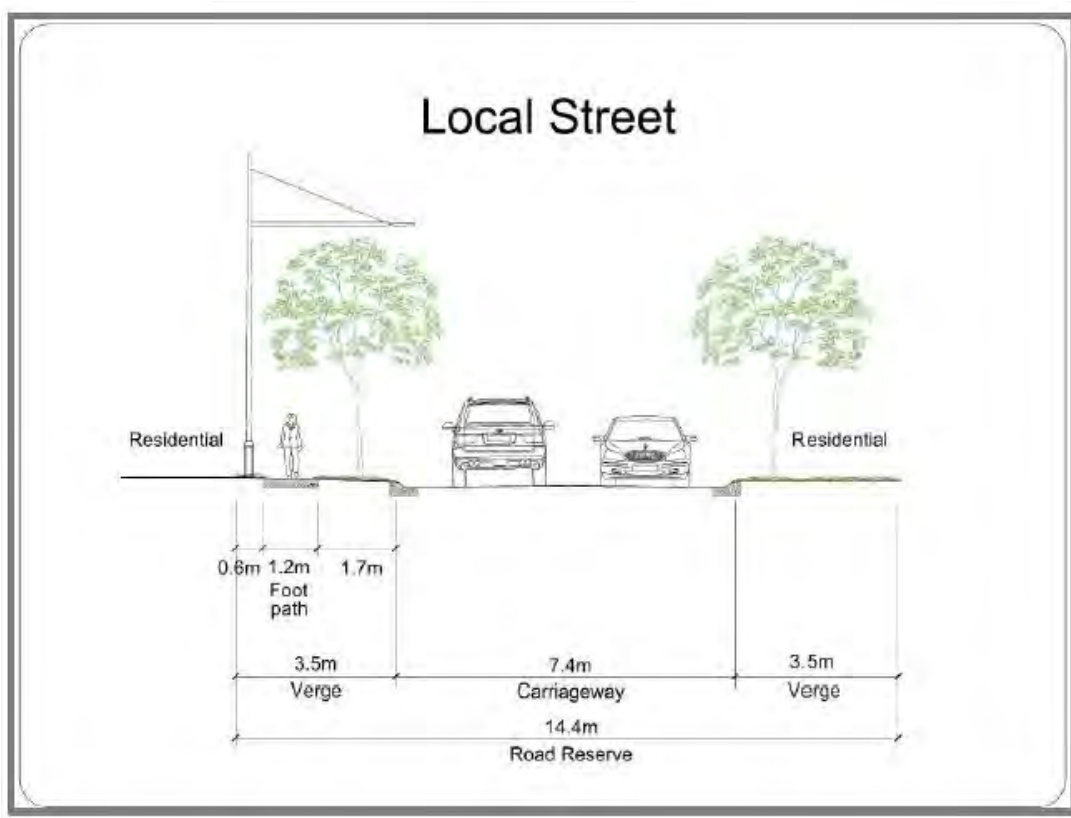 Local Street
Residential
Residential
0.6m 1.2m 1.7m
Foot
path
3.5m 7.4m 3.5m
Verge Carriageway Verge
14.4m
Road Reserve